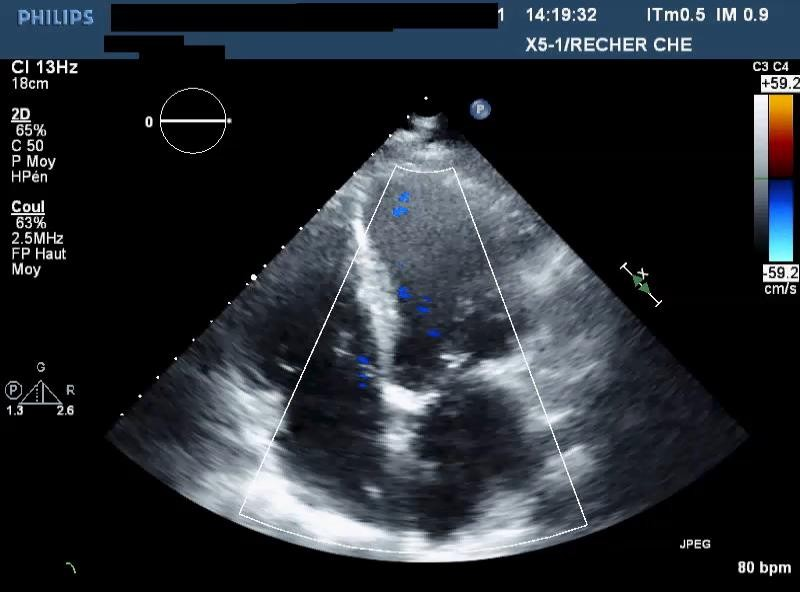 PHILIPS
1 14:19:32 ITm0.5 IM 0.9
X5-1/RECHER CHE
CI 13Hz
18cm
2D
65%
C 50
P Moy
HPén
Coul
63%
2.5MHz
FP Haut
Moy
0
P
C3 C4
+59.2
-59.2
cm/s
x
G
P R
1.3 2.6
JPEG
80 bpm